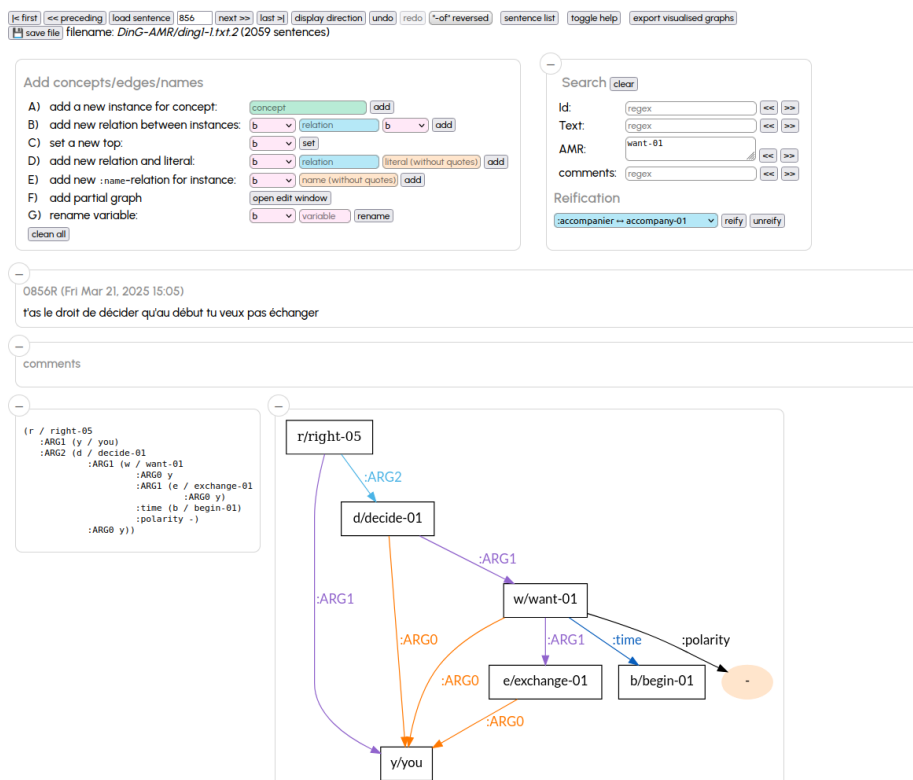 |< first << preceding load sentence 856 next >> last >| display direction undo redo "-of" reversed sentence list toggle help export visualised graphs
💾 save file filename: DinG-AMR/ding1-1.txt.2 (2059 sentences)
Add concepts/edges/names
A) add a new instance for concept: concept add
B) add new relation between instances: b relation b add
C) set a new top: b set
D) add new relation and literal: b relation literal (without quotes) add
E) add new :name-relation for instance: b name (without quotes) add
F) add partial graph open edit window
G) rename variable: b variable rename
clean all
Search clear
Id: regex << >>
Text: regex << >>
AMR: want-01 << >>
comments: regex << >>
Reification
:accompanier ↔ accompany-01 reify unreify
0856R (Fri Mar 21, 2025 15:05)
t'as le droit de décider qu'au début tu veux pas échanger
comments
(r / right-05
:ARG1 (y / you)
:ARG2 (d / decide-01
:ARG1 (w / want-01
:ARG0 y
:ARG1 (e / exchange-01
:ARG0 y)
:time (b / begin-01)
:polarity -)
:ARG0 y))
r/right-05
:ARG2
d/decide-01
:ARG1
w/want-01
:ARG1
:ARG0
:ARG1
:time
:polarity
:ARG0
e/exchange-01
b/begin-01
-
:ARG0
y/you